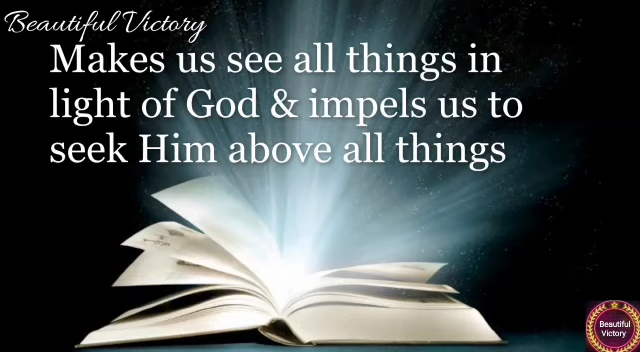 Beautiful Victory
Makes us see all things in
light of God & impels us to
seek Him above all things
Beautiful
Victory